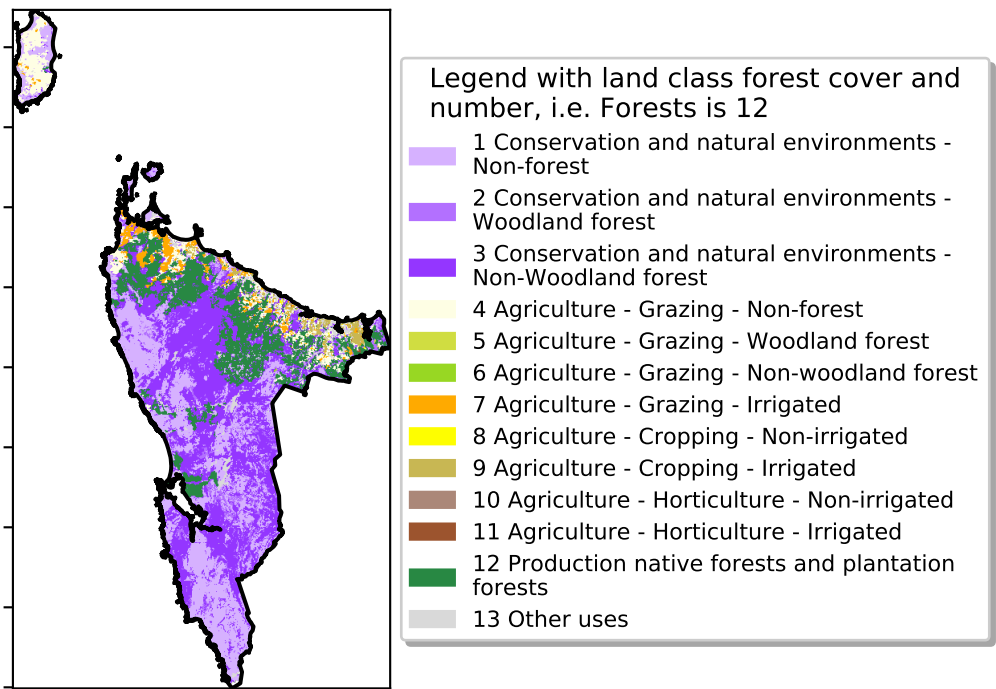 Legend with land class forest cover and
number, i.e. Forests is 12
1 Conservation and natural environments -
Non-forest
2 Conservation and natural environments -
Woodland forest
3 Conservation and natural environments -
Non-Woodland forest
4 Agriculture - Grazing - Non-forest
5 Agriculture - Grazing - Woodland forest
6 Agriculture - Grazing - Non-woodland forest
7 Agriculture - Grazing - Irrigated
8 Agriculture - Cropping - Non-irrigated
9 Agriculture - Cropping - Irrigated
10 Agriculture - Horticulture - Non-irrigated
11 Agriculture - Horticulture - Irrigated
12 Production native forests and plantation
forests
13 Other uses